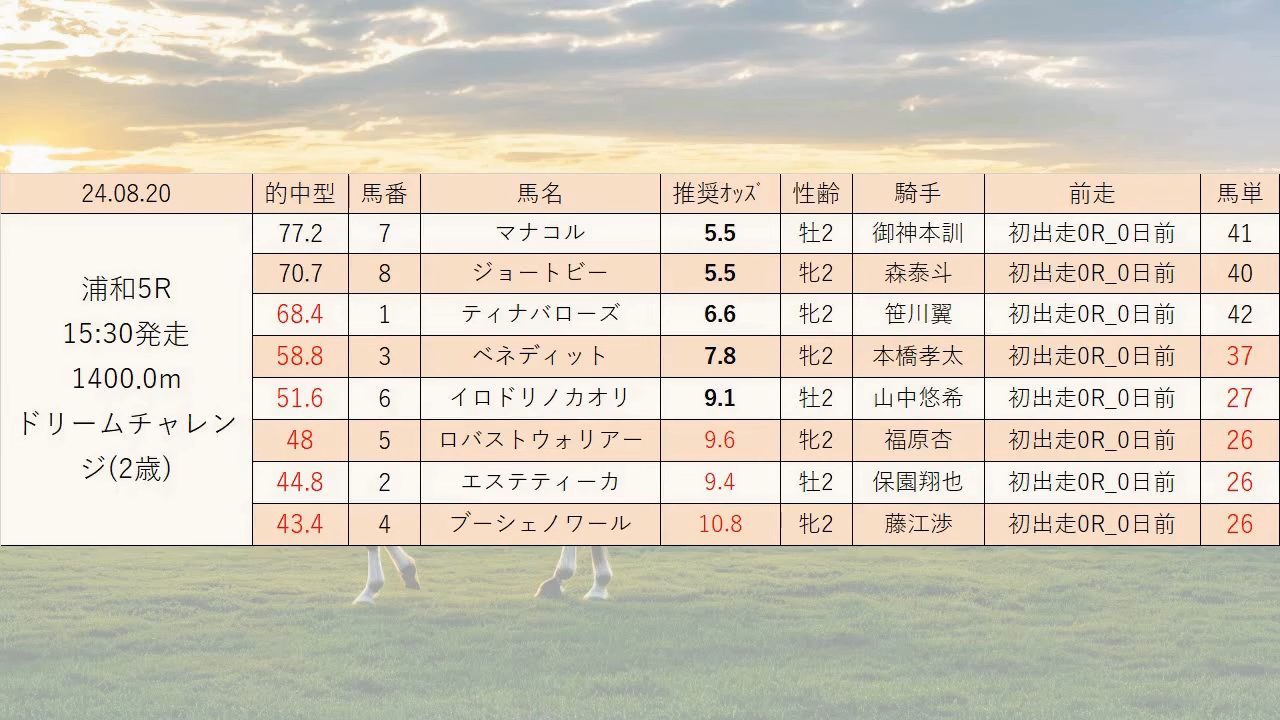 24.08.20 的中型 馬番 馬名 推奨ｵｯｽﾞ 性齢 騎手 前走 馬単
浦和5R
15:30発走
1400.0m
ドリームチャレン
ジ(2歳)
77.2 7 マナコル 5.5 牡2 御神本訓 初出走0R_0日前 41
70.7 8 ジョートビー 5.5 牝2 森泰斗 初出走0R_0日前 40
68.4 1 ティナバローズ 6.6 牝2 笹川翼 初出走0R_0日前 42
58.8 3 ベネディット 7.8 牝2 本橋孝太 初出走0R_0日前 37
51.6 6 イロドリノカオリ 9.1 牡2 山中悠希 初出走0R_0日前 27
48 5 ロバストウォリアー 9.6 牝2 福原杏 初出走0R_0日前 26
44.8 2 エステティーカ 9.4 牡2 保園翔也 初出走0R_0日前 26
43.4 4 ブーシェノワール 10.8 牝2 藤江渉 初出走0R_0日前 26